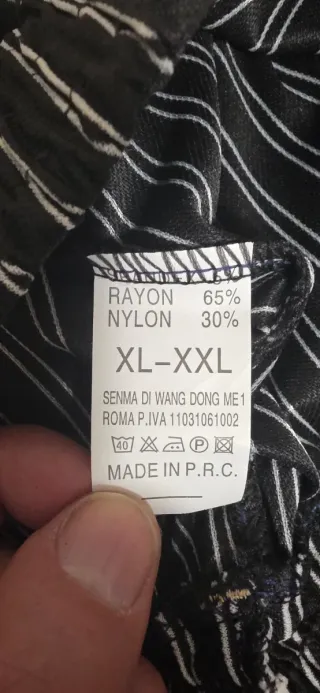 RAYON 65%
NYLON 30%
XL-XXL
SENMA DI WANG DONG ME1
ROMA P.IVA 11031061002
40
MADE IN P.R.C.